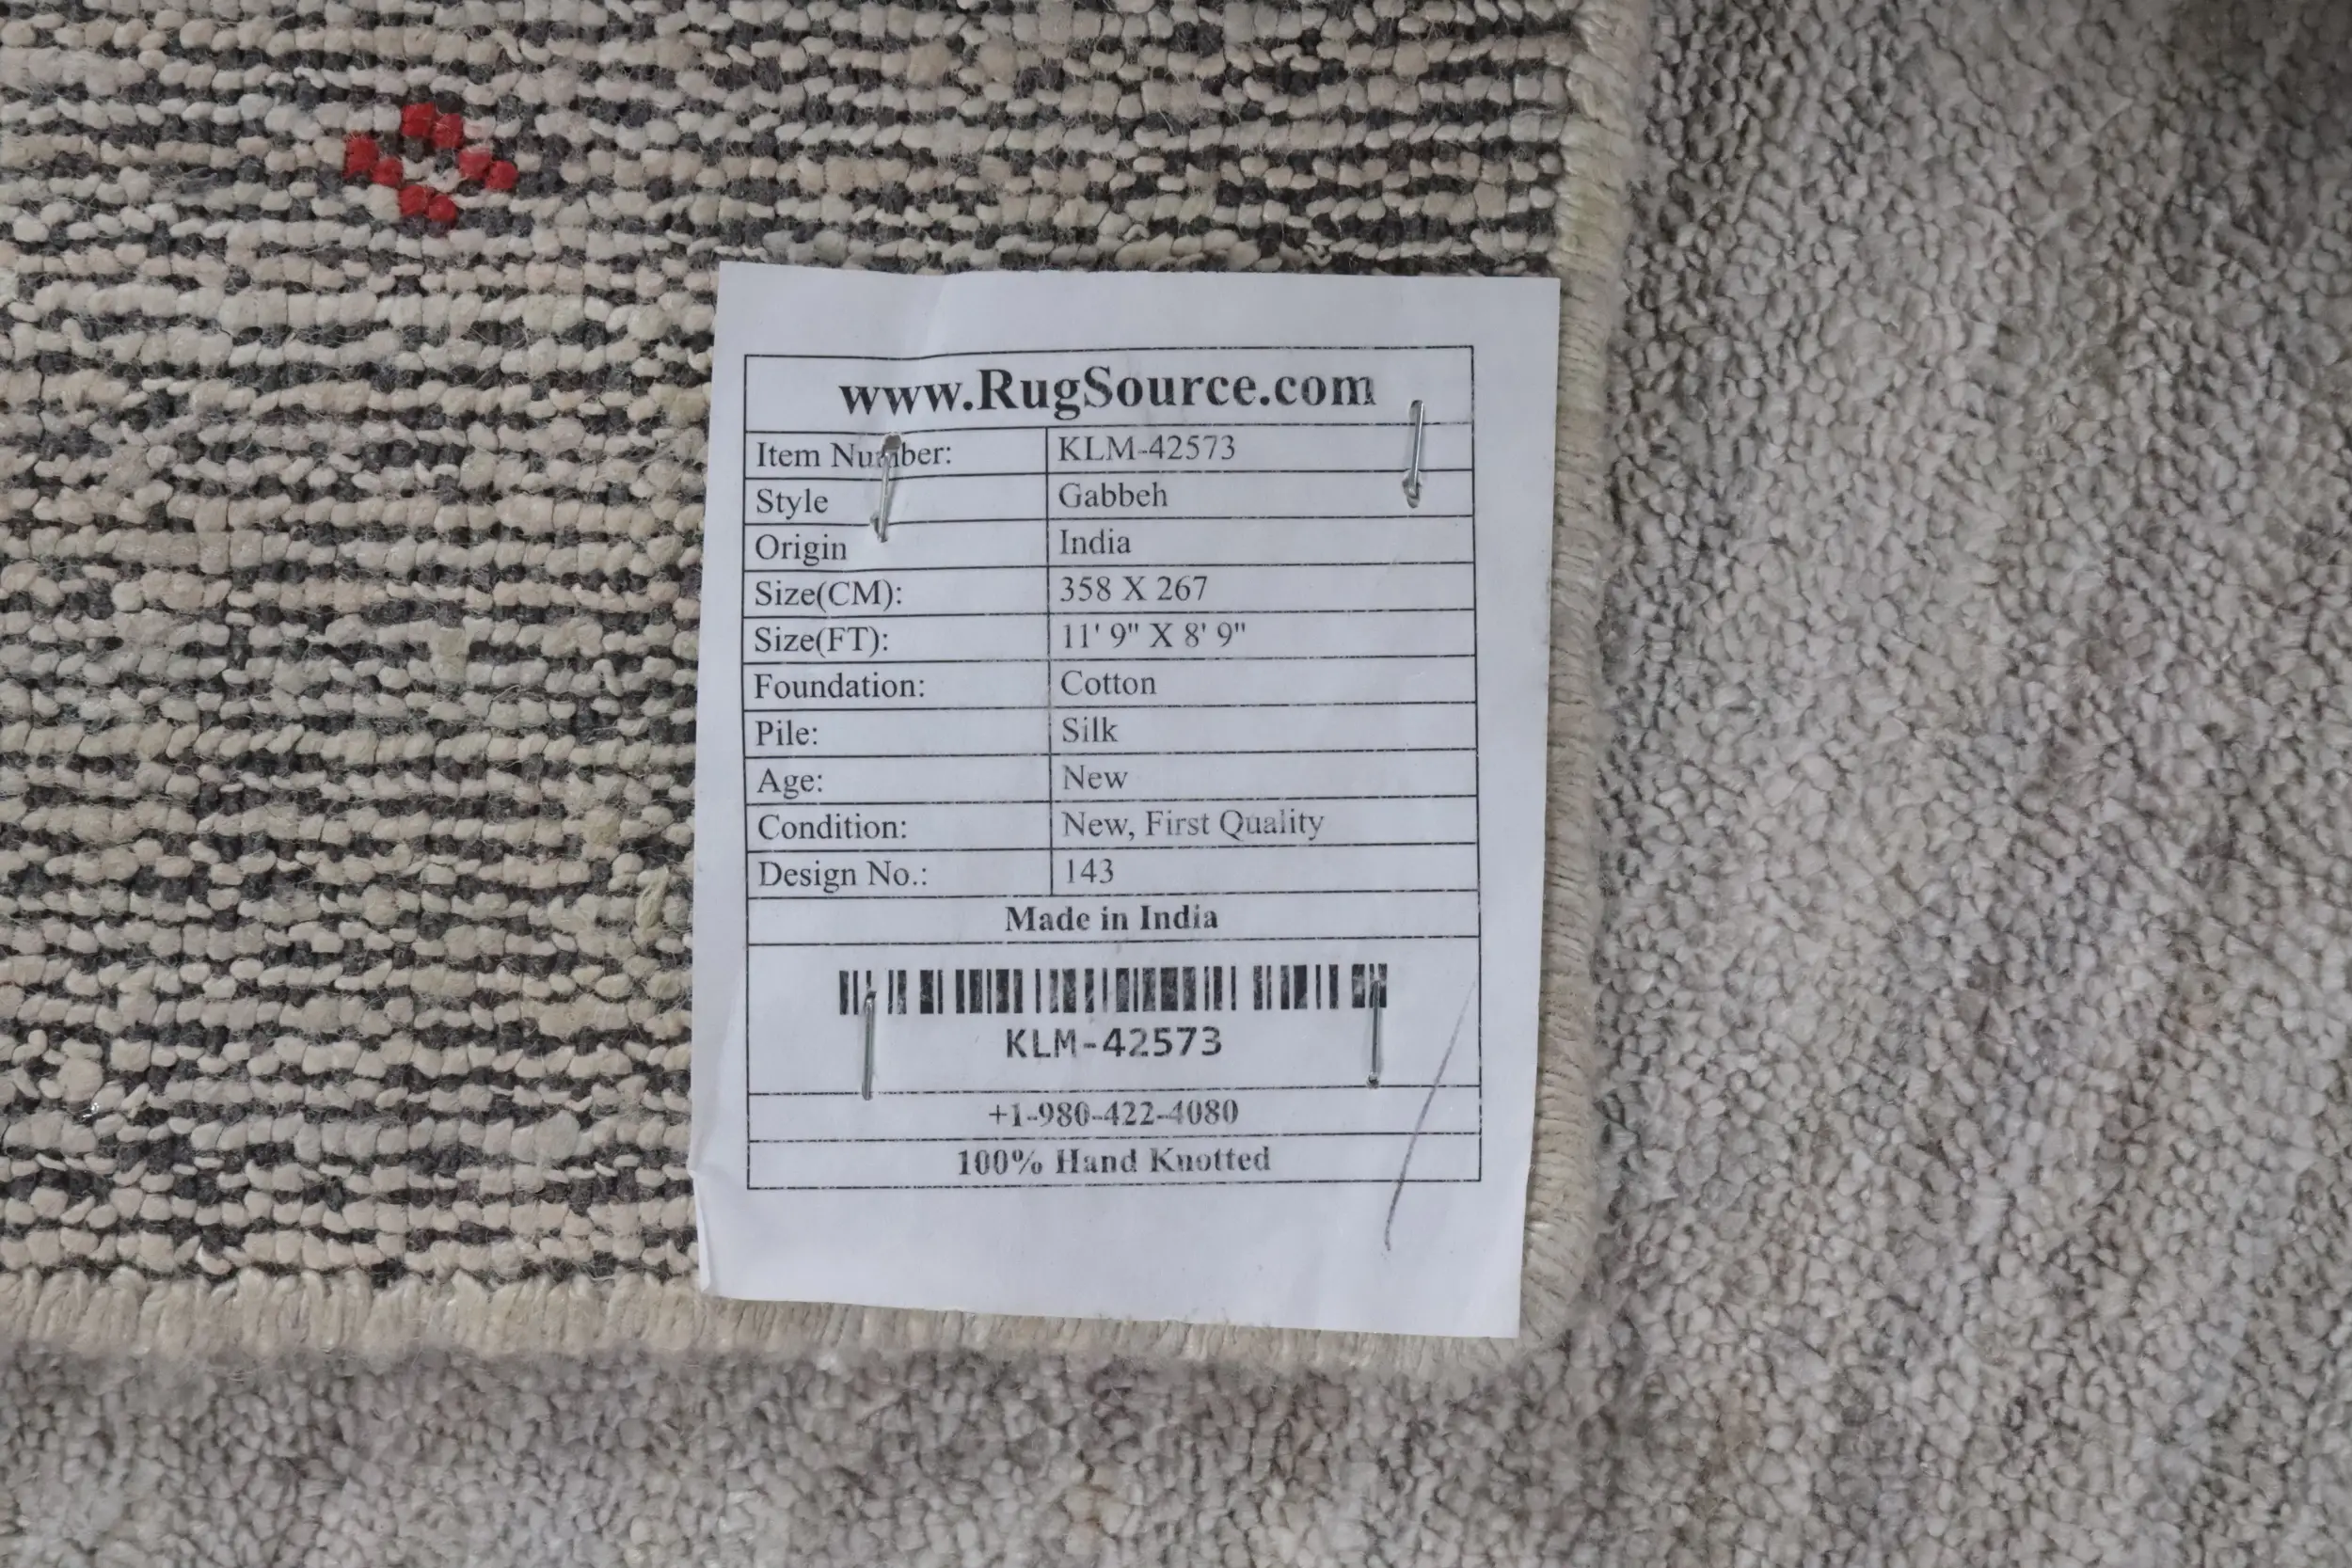 www.RugSource.com
Item Number: KLM-42573
Style Gabbeh
Origin India
Size(CM): 358 X 267
Size(FT): 11' 9" X 8' 9"
Foundation: Cotton
Pile: Silk
Age: New
Condition: New, First Quality
Design No.: 143
Made in India
KLM-42573
+1-980-422-4080
100% Hand Knotted